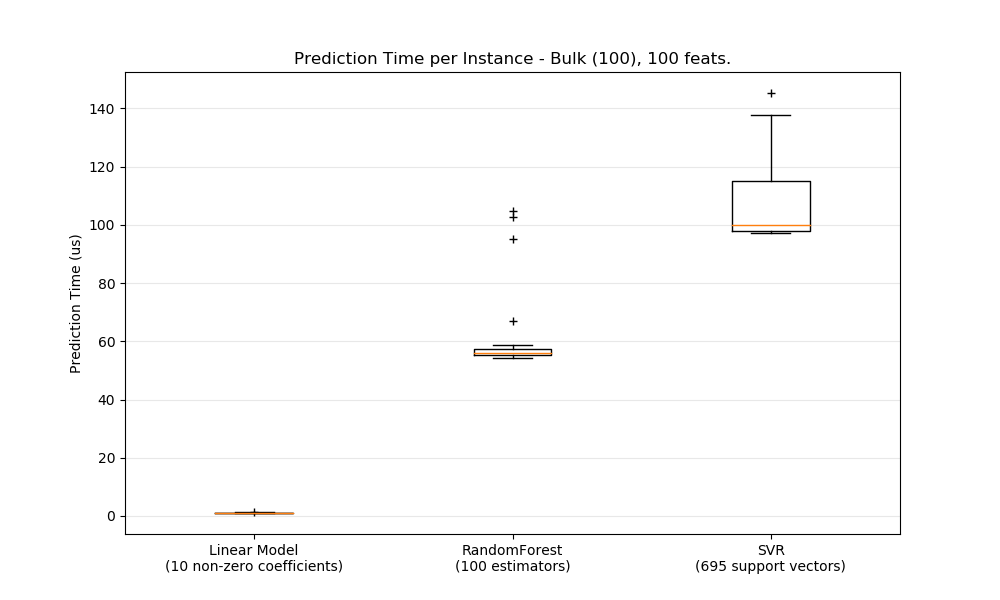 Prediction Time per Instance - Bulk (100), 100 feats.
Prediction Time (us)
140
120
100
80
60
40
20
0
Linear Model
(10 non-zero coefficients)
RandomForest
(100 estimators)
SVR
(695 support vectors)